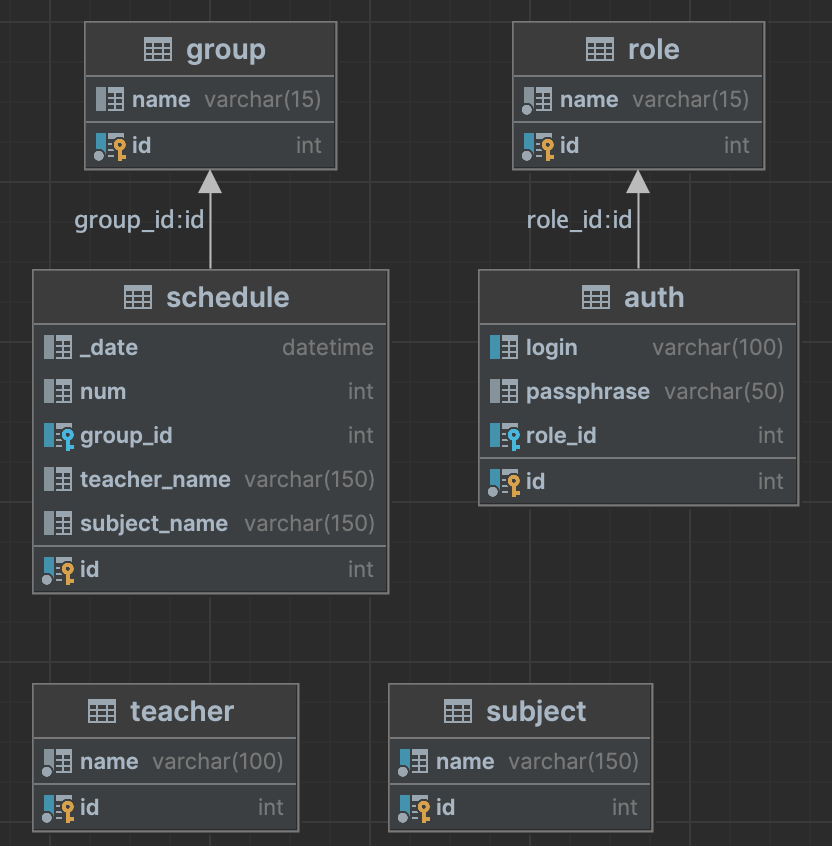 group
name varchar(15)
id int
role
name varchar(15)
id int
group_id:id
role_id:id
schedule
_date datetime
num int
group_id int
teacher_name varchar(150)
subject_name varchar(150)
id int
auth
login varchar(100)
passphrase varchar(50)
role_id int
id int
teacher
name varchar(100)
id int
subject
name varchar(150)
id int